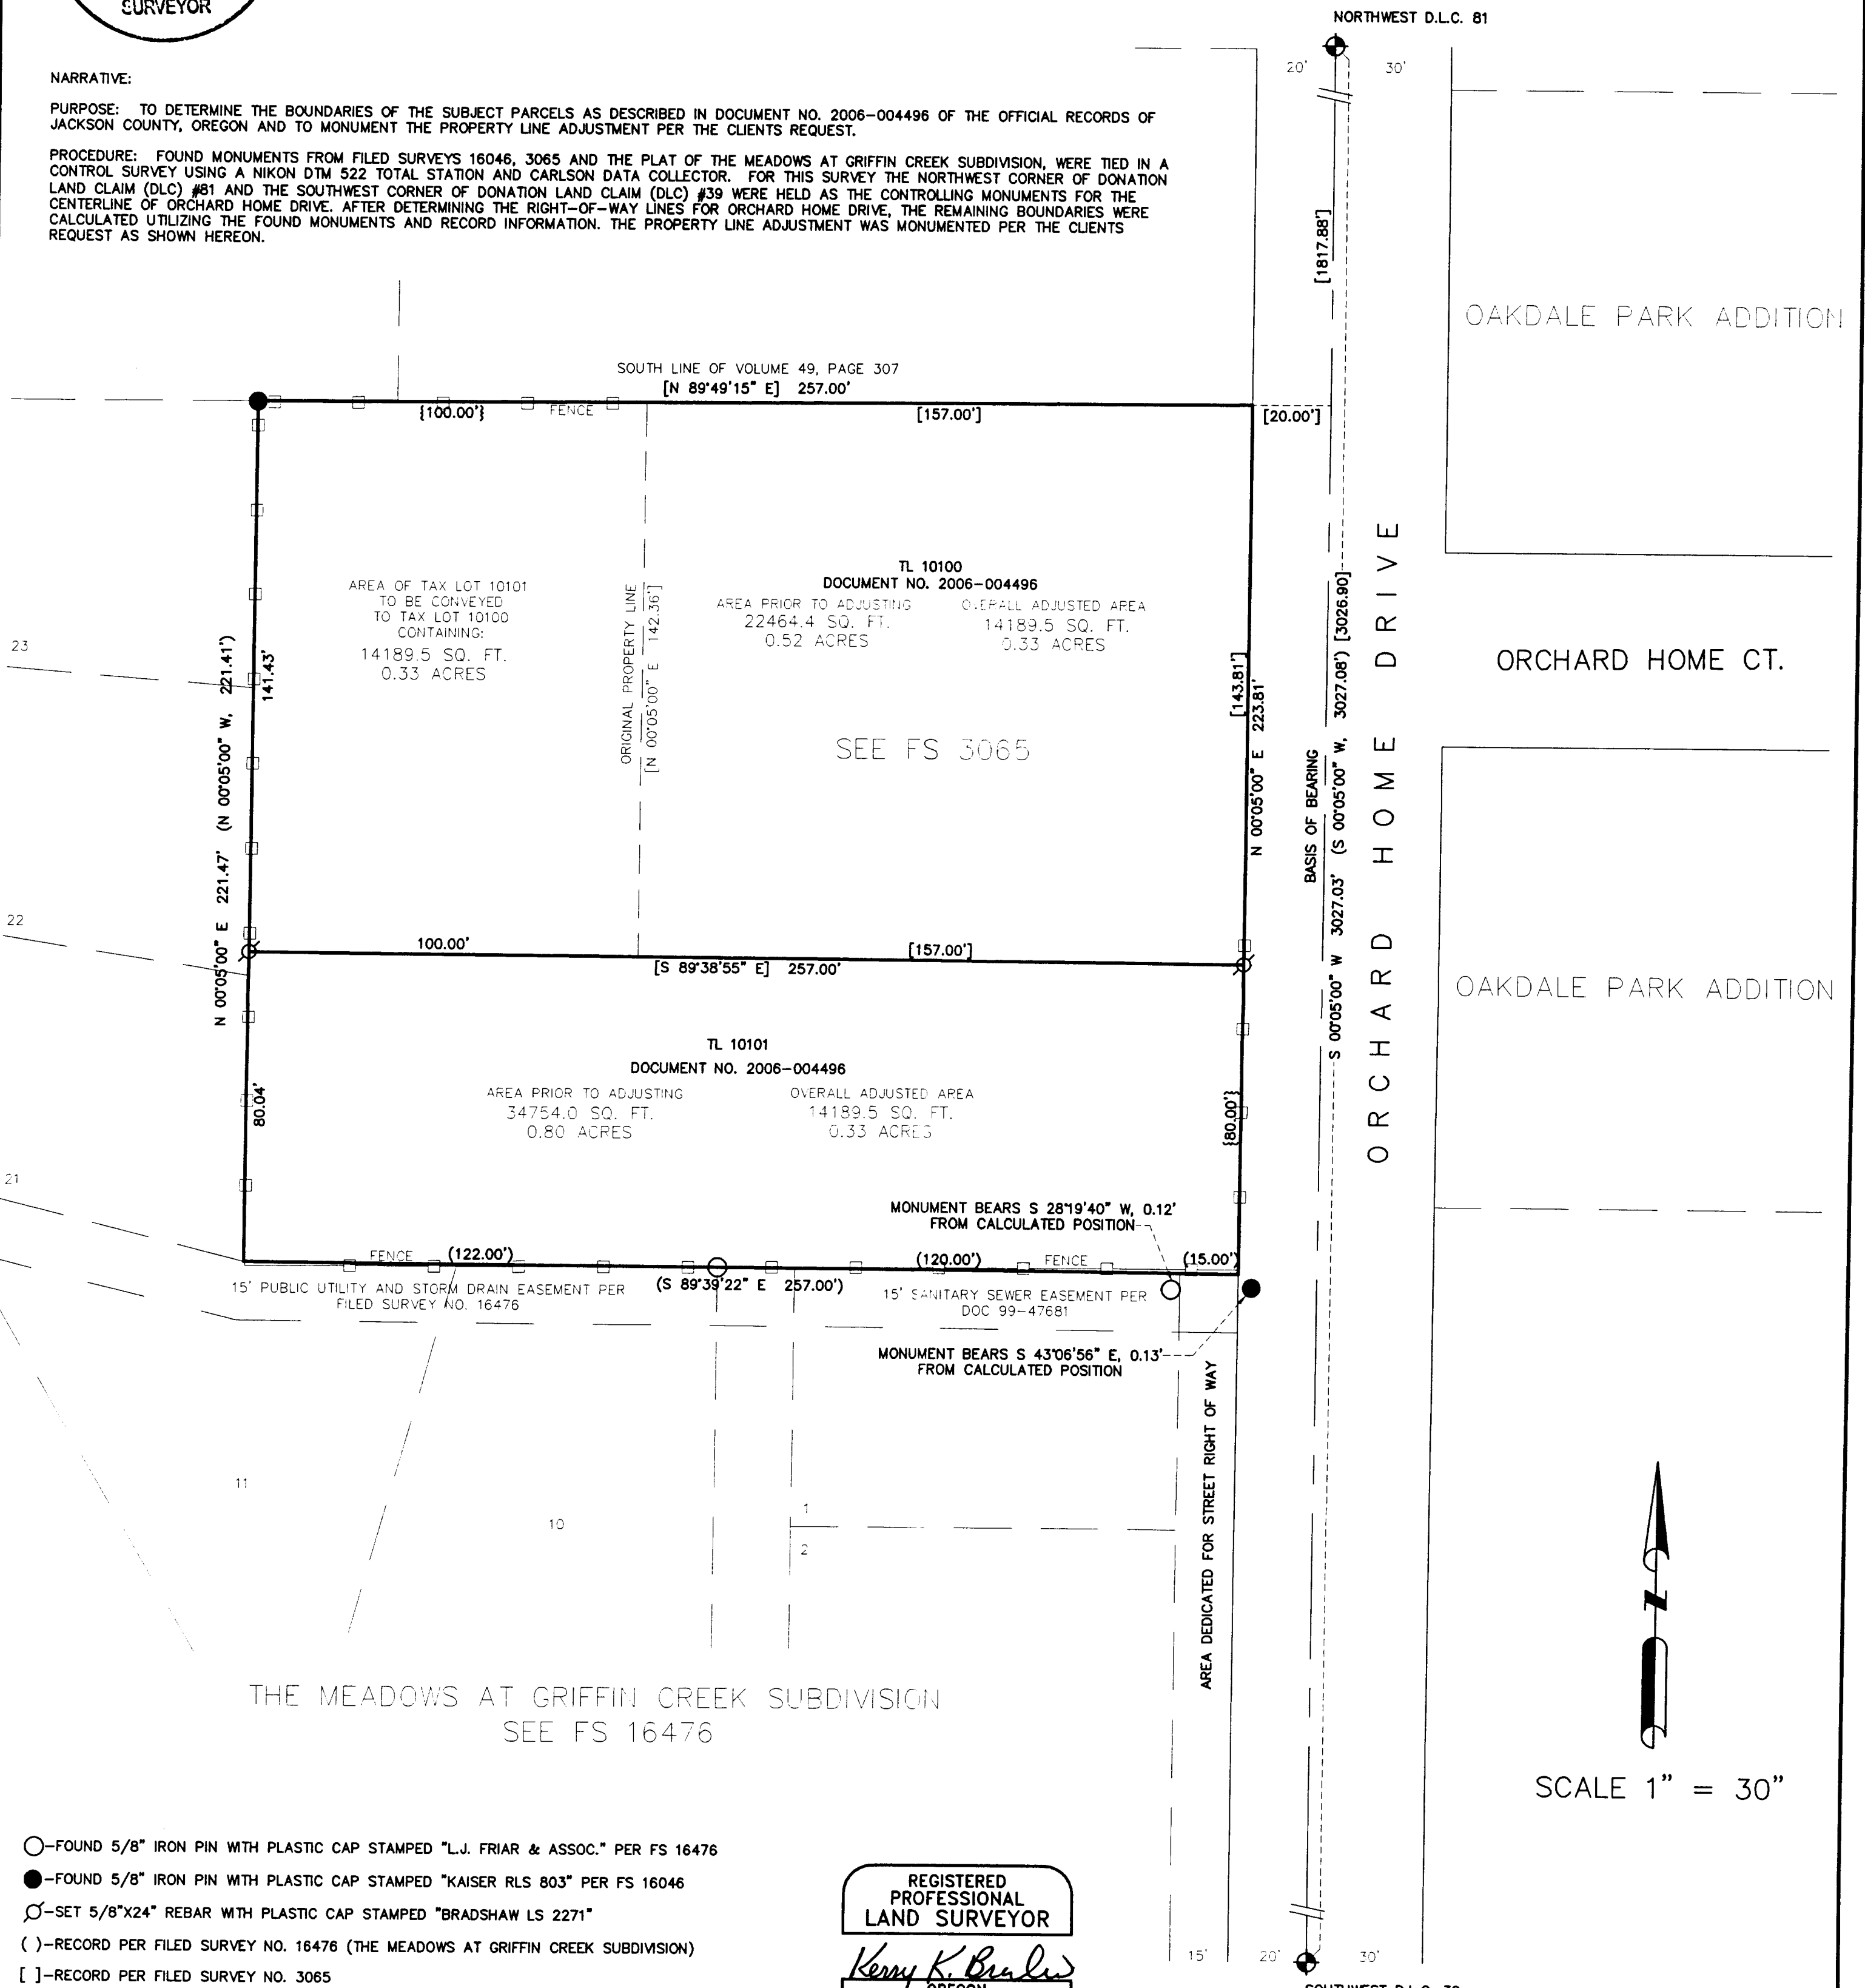 SURVEYOR
NORTHWEST D.L.C. 81
20' 30'
NARRATIVE:
PURPOSE: TO DETERMINE THE BOUNDARIES OF THE SUBJECT PARCELS AS DESCRIBED IN DOCUMENT NO. 2006-004496 OF THE OFFICIAL RECORDS OF
JACKSON COUNTY, OREGON AND TO MONUMENT THE PROPERTY LINE ADJUSTMENT PER THE CLIENTS REQUEST.
PROCEDURE: FOUND MONUMENTS FROM FILED SURVEYS 16046, 3065 AND THE PLAT OF THE MEADOWS AT GRIFFIN CREEK SUBDIVISION, WERE TIED IN A
CONTROL SURVEY USING A NIKON DTM 522 TOTAL STATION AND CARLSON DATA COLLECTOR. FOR THIS SURVEY THE NORTHWEST CORNER OF DONATION
LAND CLAIM (DLC) #81 AND THE SOUTHWEST CORNER OF DONATION LAND CLAIM (DLC) #39 WERE HELD AS THE CONTROLLING MONUMENTS FOR THE
CENTERLINE OF ORCHARD HOME DRIVE. AFTER DETERMINING THE RIGHT-OF-WAY LINES FOR ORCHARD HOME DRIVE, THE REMAINING BOUNDARIES WERE
CALCULATED UTILIZING THE FOUND MONUMENTS AND RECORD INFORMATION. THE PROPERTY LINE ADJUSTMENT WAS MONUMENTED PER THE CLIENTS
REQUEST AS SHOWN HEREON.
[1817.88']
OAKDALE PARK ADDITION
SOUTH LINE OF VOLUME 49, PAGE 307
[N 89°49'15" E] 257.00'
{100.00'} FENCE [157.00'] [20.00']
AREA OF TAX LOT 10101
TO BE CONVEYED
TO TAX LOT 10100
CONTAINING:
14189.5 SQ. FT.
0.33 ACRES
ORIGINAL PROPERTY LINE
[N 00°05'00" E 142.36']
TL 10100
DOCUMENT NO. 2006-004496
AREA PRIOR TO ADJUSTING
22464.4 SQ. FT.
0.52 ACRES
OVERALL ADJUSTED AREA
14189.5 SQ. FT.
0.33 ACRES
SEE FS 3065
23
22
21
N 00°05'00" E 221.47' (N 00°05'00" W, 221.41')
141.43'
80.04'
[143.81']
N 00°05'00" E 223.81'
BASIS OF BEARING
S 00°05'00" W 3027.03' (S 00°05'00" W, 3027.08') [3026.90]
ORCHARD HOME DRIVE
ORCHARD HOME CT.
OAKDALE PARK ADDITION
100.00' [157.00']
[S 89°38'55" E] 257.00'
TL 10101
DOCUMENT NO. 2006-004496
AREA PRIOR TO ADJUSTING
34754.0 SQ. FT.
0.80 ACRES
OVERALL ADJUSTED AREA
14189.5 SQ. FT.
0.33 ACRES
{80.00'}
MONUMENT BEARS S 28°19'40" W, 0.12'
FROM CALCULATED POSITION
FENCE (122.00') (120.00') FENCE (15.00')
(S 89°39'22" E 257.00')
15' PUBLIC UTILITY AND STORM DRAIN EASEMENT PER
FILED SURVEY NO. 16476
15' SANITARY SEWER EASEMENT PER
DOC 99-47681
MONUMENT BEARS S 43°06'56" E, 0.13'
FROM CALCULATED POSITION
AREA DEDICATED FOR STREET RIGHT OF WAY
11
10
1
2
THE MEADOWS AT GRIFFIN CREEK SUBDIVISION
SEE FS 16476
N
SCALE 1" = 30"
-FOUND 5/8" IRON PIN WITH PLASTIC CAP STAMPED "L.J. FRIAR & ASSOC." PER FS 16476
-FOUND 5/8" IRON PIN WITH PLASTIC CAP STAMPED "KAISER RLS 803" PER FS 16046
-SET 5/8"X24" REBAR WITH PLASTIC CAP STAMPED "BRADSHAW LS 2271"
( )-RECORD PER FILED SURVEY NO. 16476 (THE MEADOWS AT GRIFFIN CREEK SUBDIVISION)
[ ]-RECORD PER FILED SURVEY NO. 3065
REGISTERED
PROFESSIONAL
LAND SURVEYOR
Kerry K.
OREGON
15' 20' 30'
SOUTHWEST D.L.C. 39